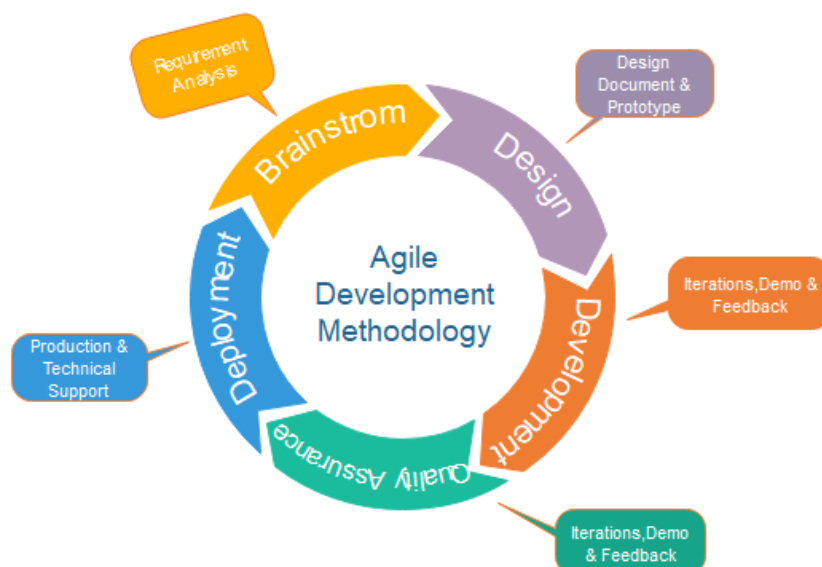 Requirement
Analysis
Brainstrom
Design
Document &
Prototype
Design
Agile
Development
Methodology
Iterations,Demo &
Feedback
Development
Production &
Technical
Support
Deployment
Quality Assurance
Iterations,Demo
& Feedback